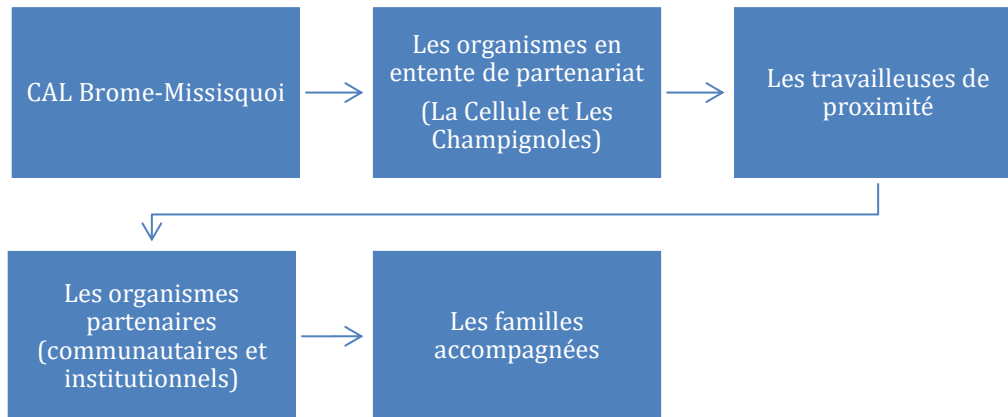 CAL Brome-Missisquoi
Les organismes en
entente de partenariat
(La Cellule et Les
Champignoles)
Les travailleuses de
proximité
Les organismes
partenaires
(communautaires et
institutionnels)
Les familles
accompagnées